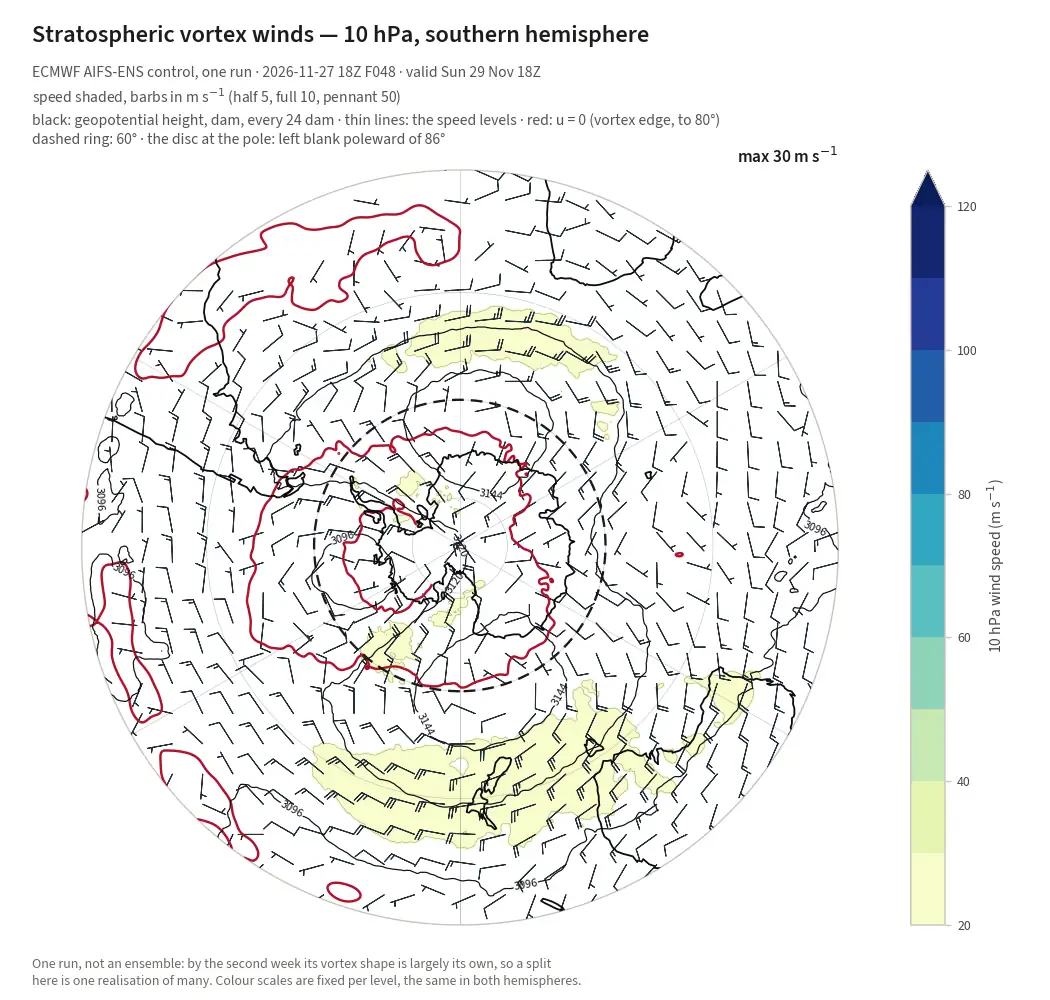 Stratospheric vortex winds — 10 hPa, southern hemisphere
ECMWF AIFS-ENS control, one run · 2026-11-27 18Z F048 · valid Sun 29 Nov 18Z
speed shaded, barbs in m s⁻¹ (half 5, full 10, pennant 50)
black: geopotential height, dam, every 24 dam · thin lines: the speed levels · red: u = 0 (vortex edge, to 80°)
dashed ring: 60° · the disc at the pole: left blank poleward of 86°
max 30 m s⁻¹
120
100
80
60
40
20
10 hPa wind speed (m s⁻¹)
3144
3096
3096
3096
3096
3120
3144
3144
3096
3096
One run, not an ensemble: by the second week its vortex shape is largely its own, so a split
here is one realisation of many. Colour scales are fixed per level, the same in both hemispheres.